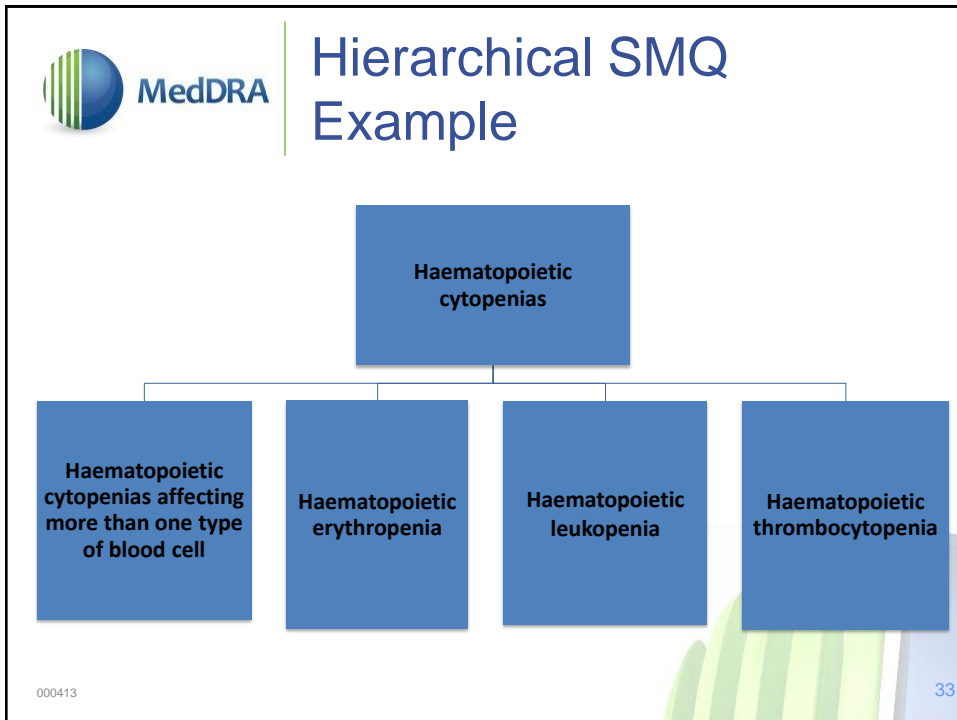 MedDRA
Hierarchical SMQ
Example
Haematopoietic
cytopenias
Haematopoietic
cytopenias affecting
more than one type
of blood cell
Haematopoietic
erythropenia
Haematopoietic
leukopenia
Haematopoietic
thrombocytopenia
000413
33